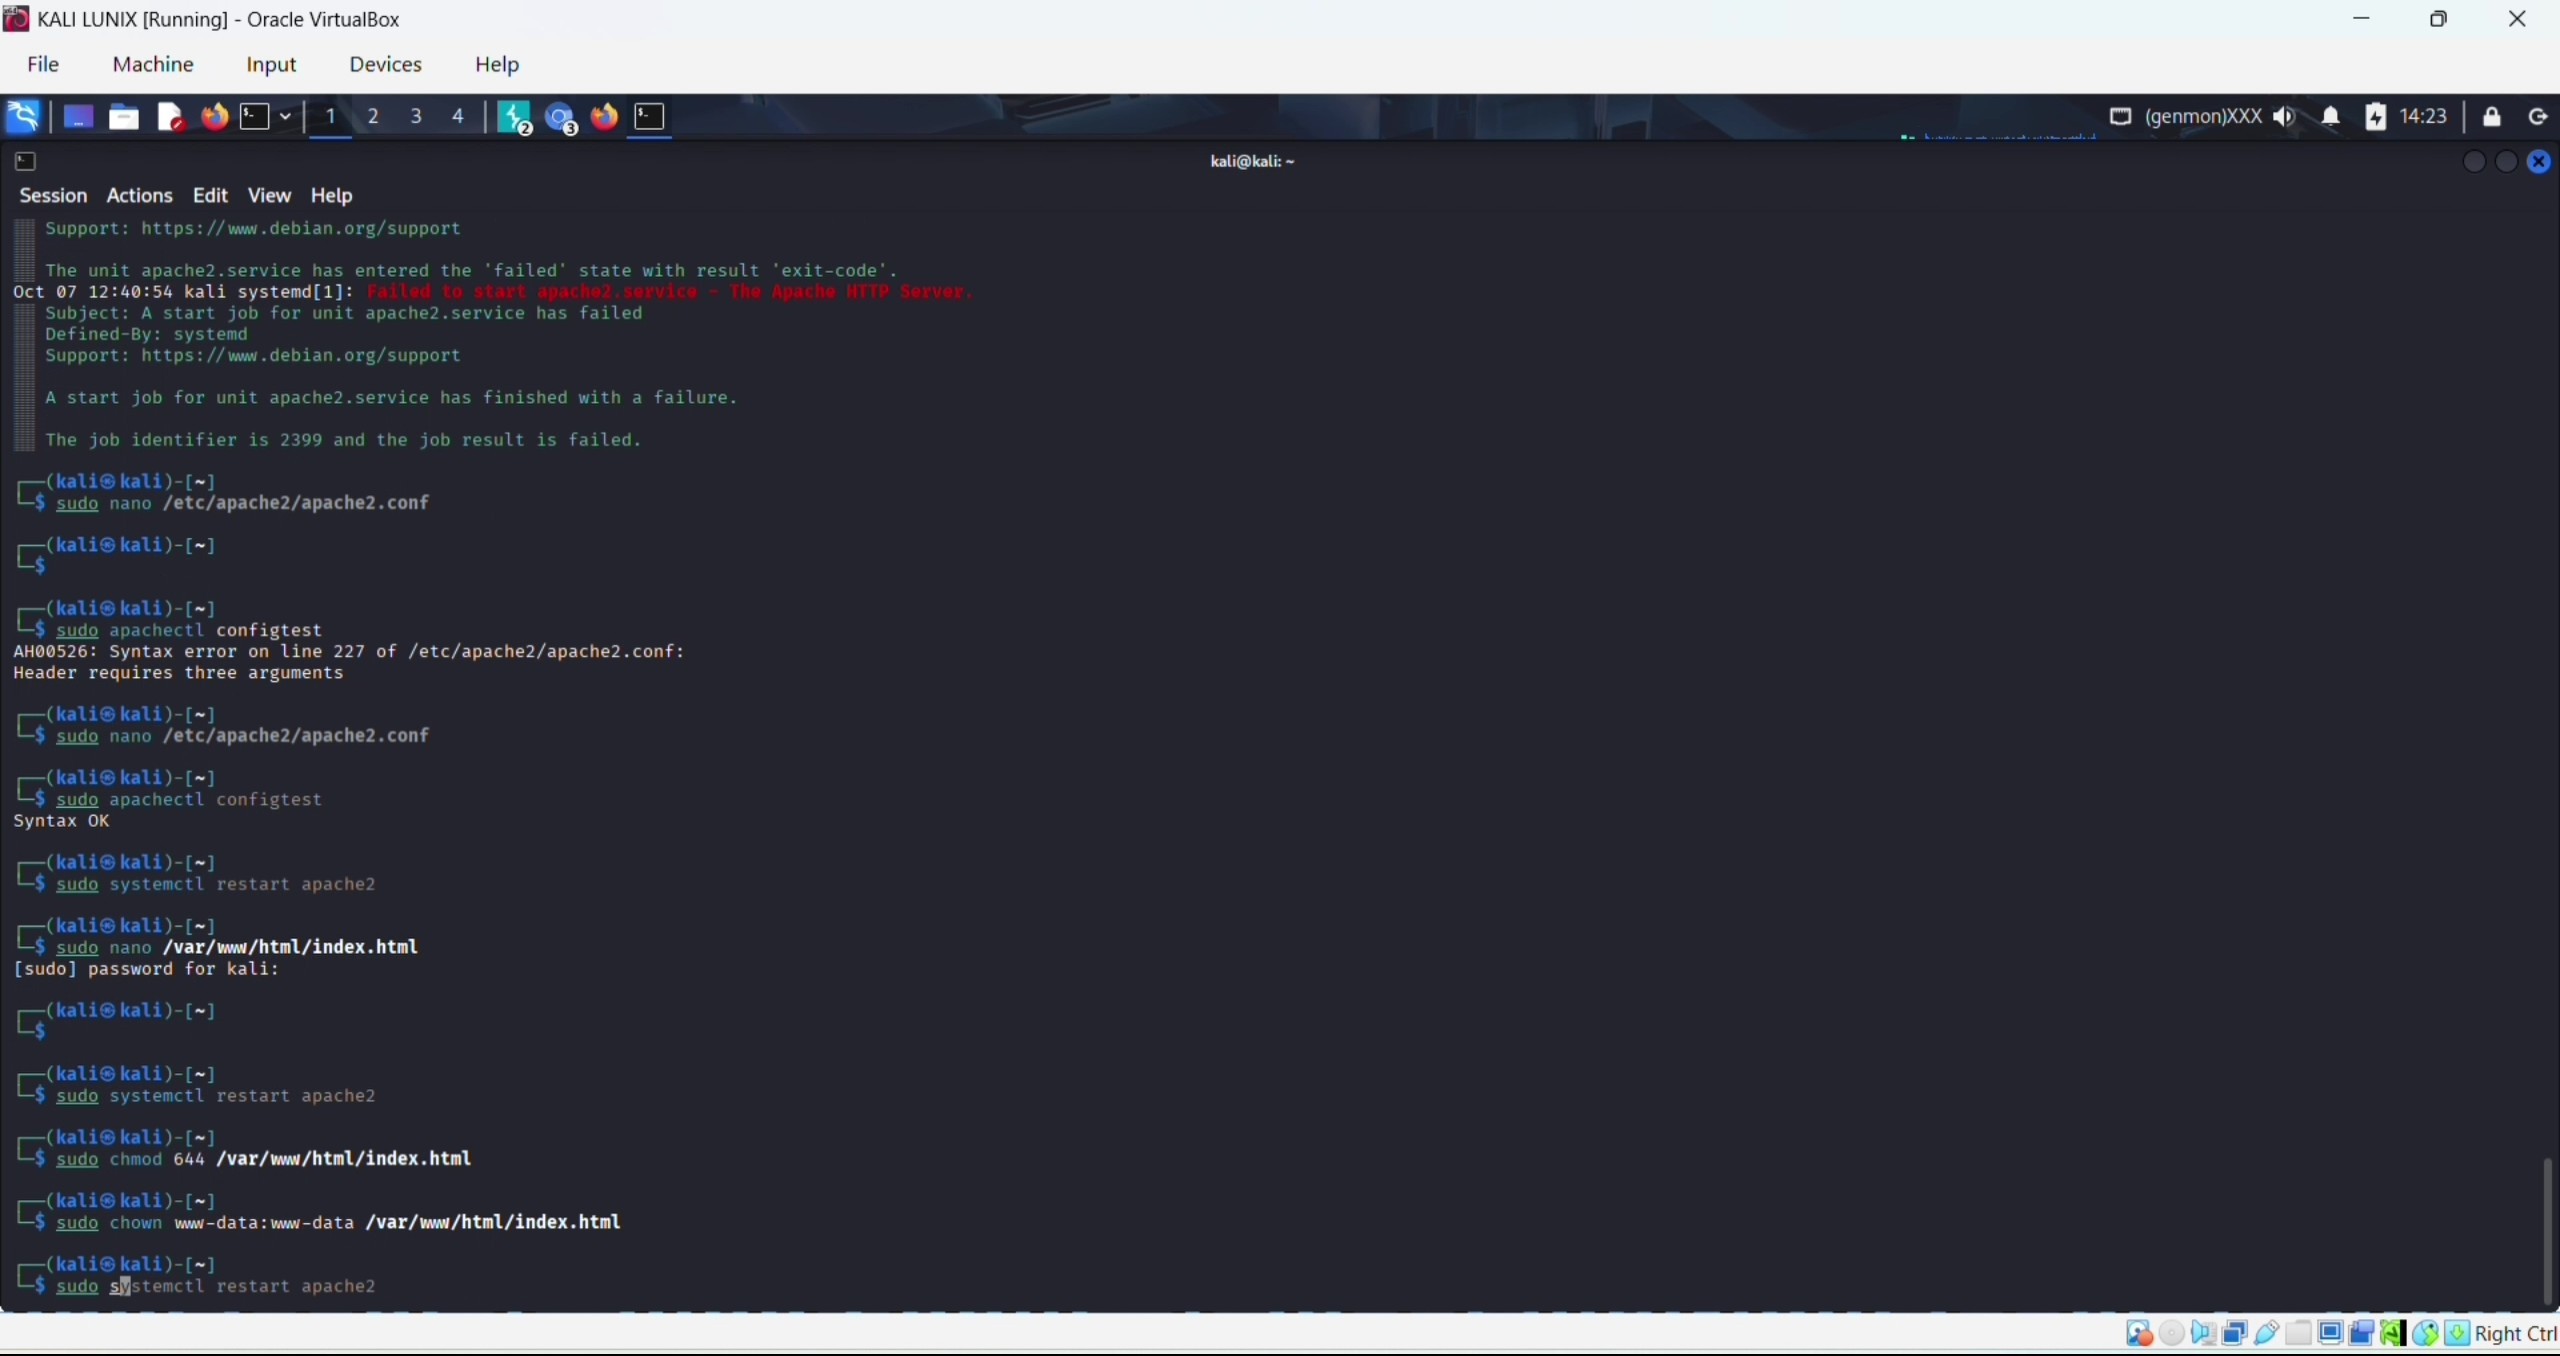 KALI LUNIX [Running] - Oracle VirtualBox
File Machine Input Devices Help
1 2 3 4 2 3 (genmon)XXX 14:23
kali@kali: ~
Session Actions Edit View Help
Support: https://www.debian.org/support
The unit apache2.service has entered the 'failed' state with result 'exit-code'.
Oct 07 12:40:54 kali systemd[1]: Failed to start apache2.service - The Apache HTTP Server.
Subject: A start job for unit apache2.service has failed
Defined-By: systemd
Support: https://www.debian.org/support
A start job for unit apache2.service has finished with a failure.
The job identifier is 2399 and the job result is failed.
┌──(kali㉿kali)-[~]
└─$ sudo nano /etc/apache2/apache2.conf
┌──(kali㉿kali)-[~]
└─$
┌──(kali㉿kali)-[~]
└─$ sudo apachectl configtest
AH00526: Syntax error on line 227 of /etc/apache2/apache2.conf:
Header requires three arguments
┌──(kali㉿kali)-[~]
└─$ sudo nano /etc/apache2/apache2.conf
┌──(kali㉿kali)-[~]
└─$ sudo apachectl configtest
Syntax OK
┌──(kali㉿kali)-[~]
└─$ sudo systemctl restart apache2
┌──(kali㉿kali)-[~]
└─$ sudo nano /var/www/html/index.html
[sudo] password for kali:
┌──(kali㉿kali)-[~]
└─$
┌──(kali㉿kali)-[~]
└─$ sudo systemctl restart apache2
┌──(kali㉿kali)-[~]
└─$ sudo chmod 644 /var/www/html/index.html
┌──(kali㉿kali)-[~]
└─$ sudo chown www-data:www-data /var/www/html/index.html
┌──(kali㉿kali)-[~]
└─$ sudo systemctl restart apache2
Right Ctrl